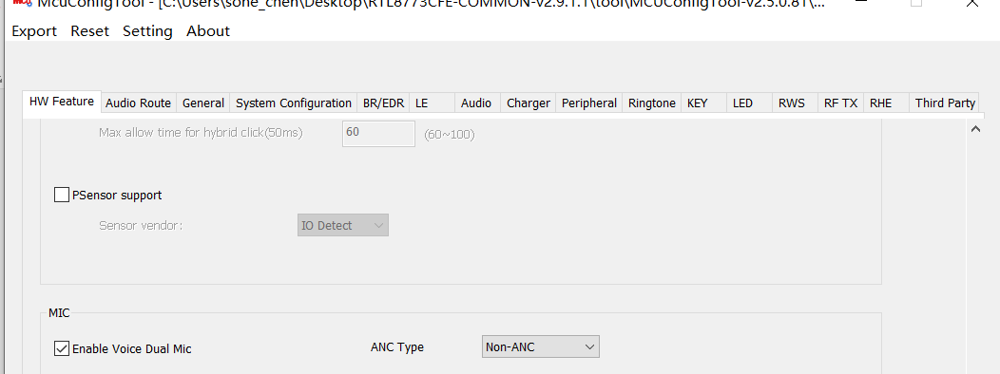 McuConfigTool - [C:\Users\sone_chen\Desktop\RTL8773CFE-COMMON-v2.9.1.1\tool\MCUConfigTool-v2.5.0.81\...
Export Reset Setting About
HW Feature Audio Route General System Configuration BR/EDR LE Audio Charger Peripheral Ringtone KEY LED RWS RF TX RHE Third Party
Max allow time for hybrid click(50ms) 60 (60~100)
PSensor support
Sensor vendor: IO Detect
MIC
Enable Voice Dual Mic ANC Type Non-ANC